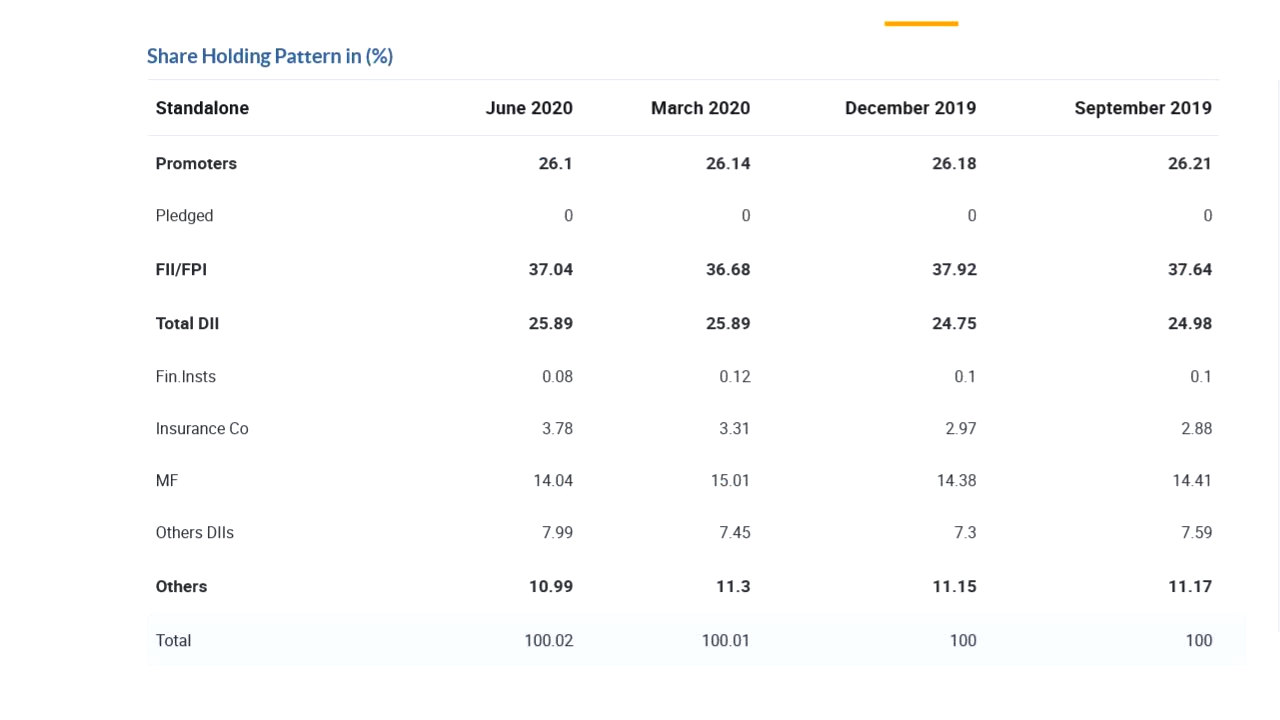 Share Holding Pattern in (%)
Standalone June 2020 March 2020 December 2019 September 2019
Promoters 26.1 26.14 26.18 26.21
Pledged 0 0 0 0
FII/FPI 37.04 36.68 37.92 37.64
Total DII 25.89 25.89 24.75 24.98
Fin.Insts 0.08 0.12 0.1 0.1
Insurance Co 3.78 3.31 2.97 2.88
MF 14.04 15.01 14.38 14.41
Others DIIs 7.99 7.45 7.3 7.59
Others 10.99 11.3 11.15 11.17
Total 100.02 100.01 100 100